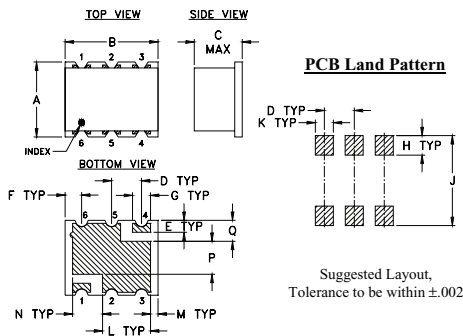 TOP VIEW
SIDE VIEW
B
C
MAX
1 2 3
A
6 5 4
INDEX
PCB Land Pattern
D TYP
K TYP
H TYP
J
BOTTOM VIEW
D TYP
F TYP
G TYP
6 5 4
E TYP
Q
P
1 2 3
N TYP
M TYP
L TYP
Suggested Layout,
Tolerance to be within ±.002